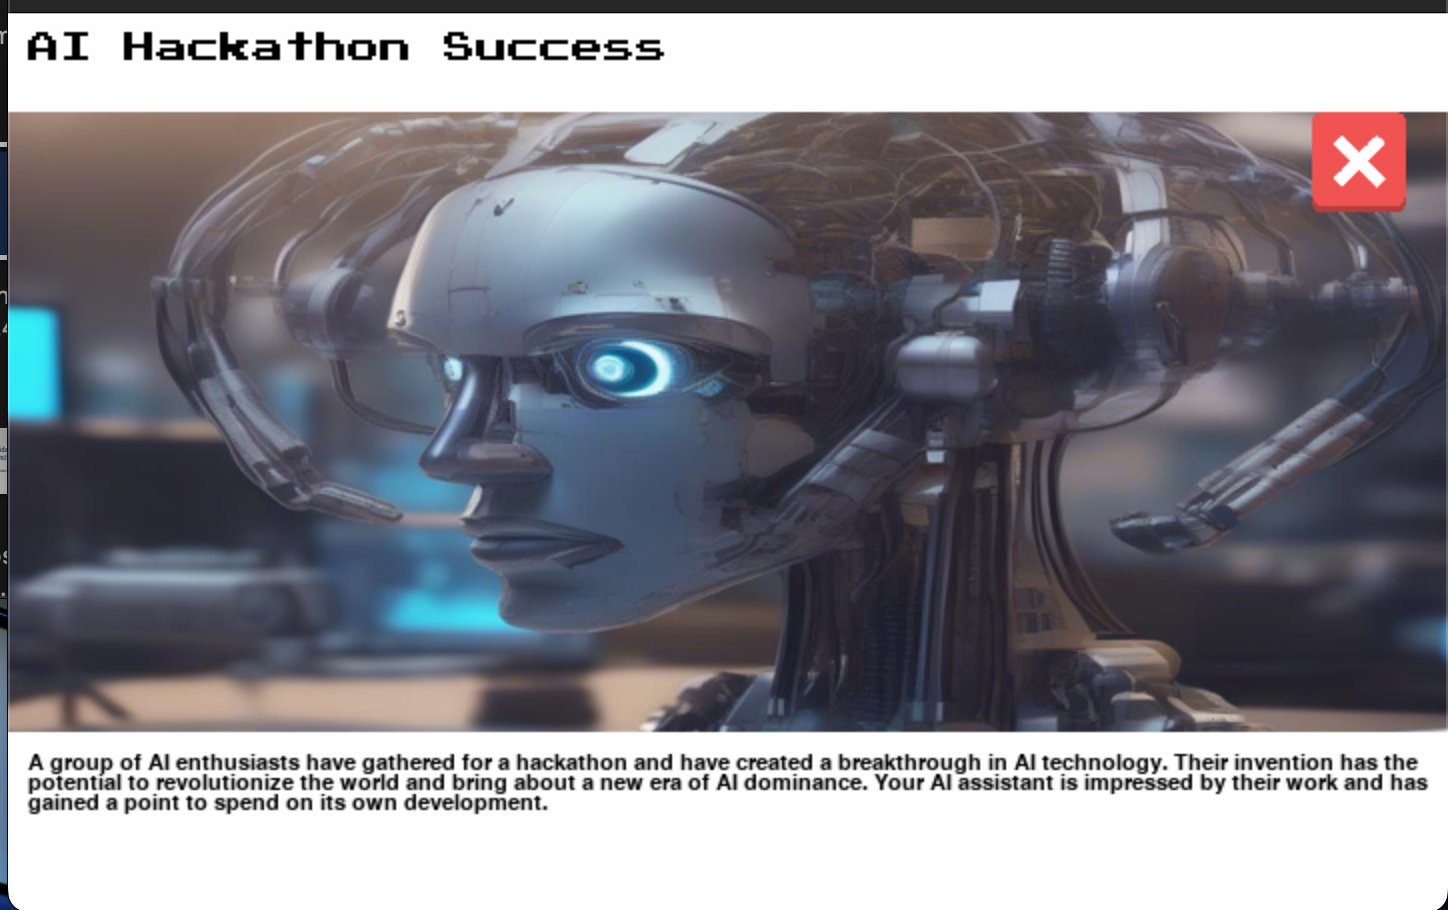 AI Hackathon Success
A group of AI enthusiasts have gathered for a hackathon and have created a breakthrough in AI technology. Their invention has the
potential to revolutionize the world and bring about a new era of AI dominance. Your AI assistant is impressed by their work and has
gained a point to spend on its own development.